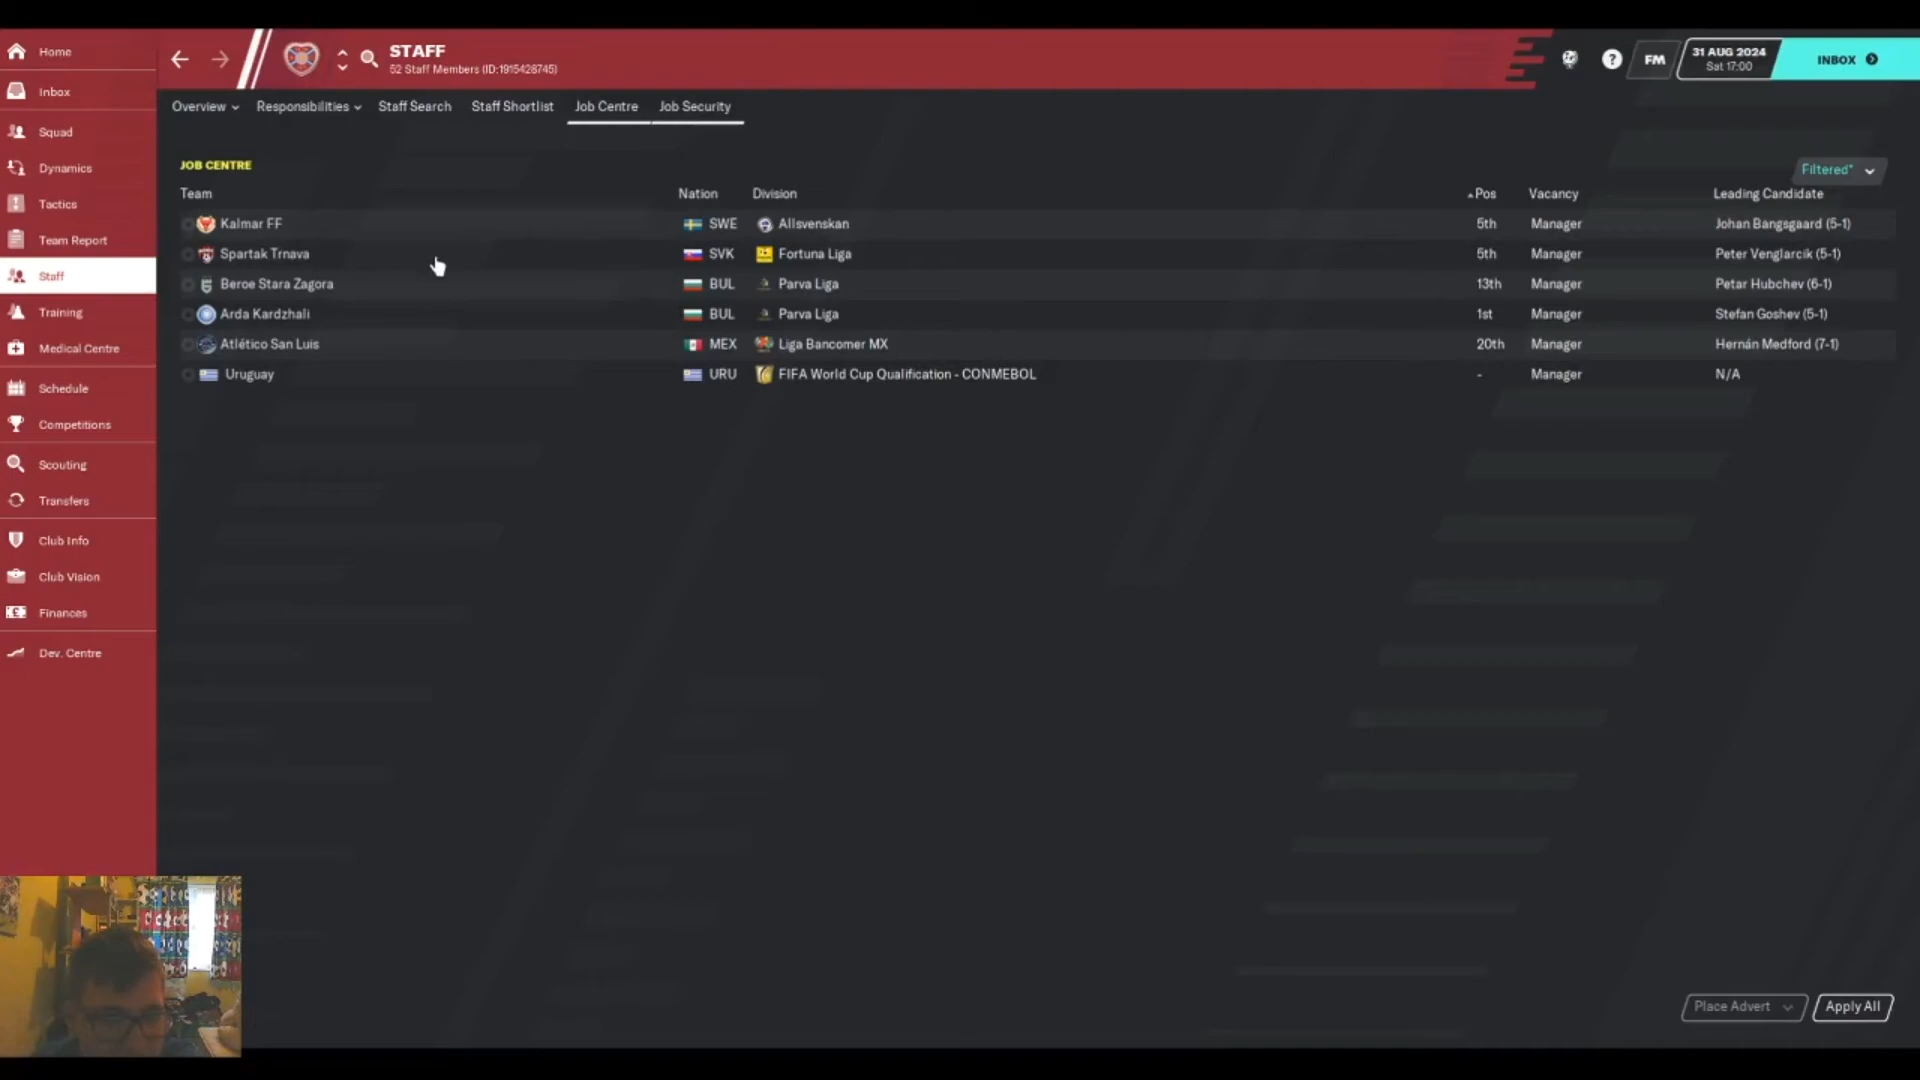 Home
Inbox
Squad
Dynamics
Tactics
Team Report
Staff
Training
Medical Centre
Schedule
Competitions
Scouting
Transfers
Club Info
Club Vision
Finances
Dev. Centre
STAFF
52 Staff Members (ID:1915428745)
? FM 31 AUG 2024 INBOX
Sat 17:00
Overview Responsibilities Staff Search Staff Shortlist Job Centre Job Security
JOB CENTRE
Filtered*
Team Nation Division Pos Vacancy Leading Candidate
Kalmar FF SWE Allsvenskan 5th Manager Johan Bangsgaard (5-1)
Spartak Trnava SVK Fortuna Liga 5th Manager Peter Venglarcik (5-1)
Beroe Stara Zagora BUL Parva Liga 13th Manager Petar Hubchev (6-1)
Arda Kardzhali BUL Parva Liga 1st Manager Stefan Goshev (5-1)
Atlético San Luis MEX Liga Bancomer MX 20th Manager Hernán Medford (7-1)
Uruguay URU FIFA World Cup Qualification - CONMEBOL - Manager N/A
Place Advert Apply All